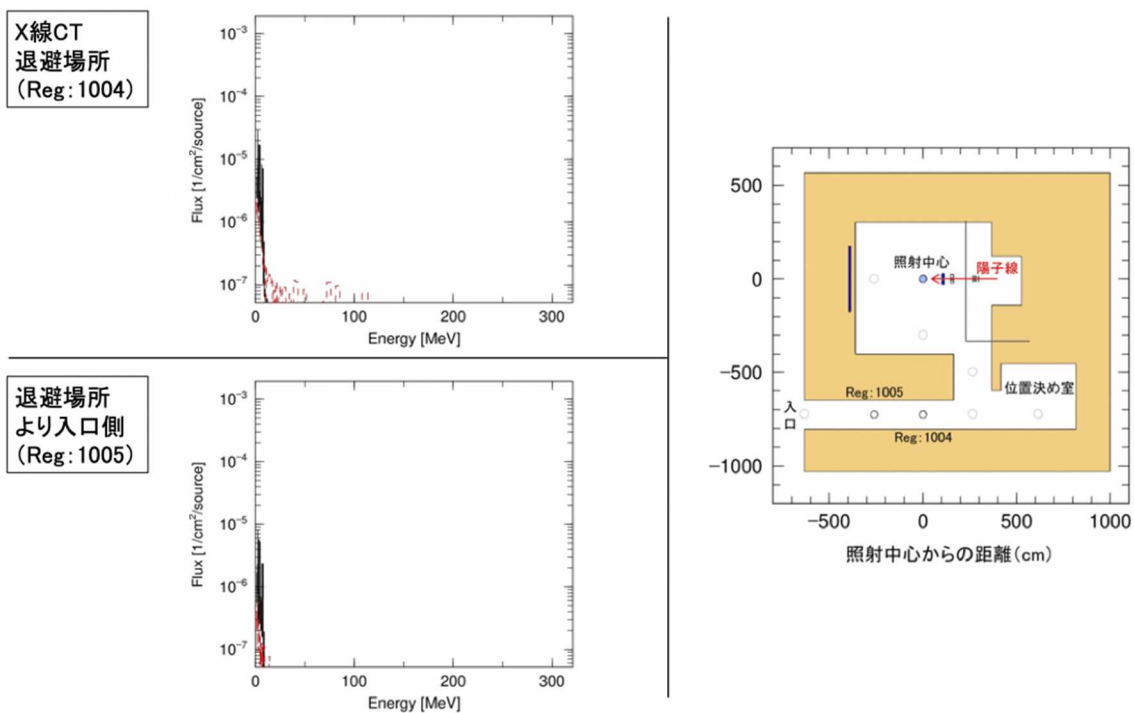 X線CT
退避場所
(Reg:1004)
10⁻³
10⁻⁴
10⁻⁵
10⁻⁶
10⁻⁷
Flux [1/cm²/source]
0 100 200 300
Energy [MeV]
退避場所
より入口側
(Reg:1005)
10⁻³
10⁻⁴
10⁻⁵
10⁻⁶
10⁻⁷
Flux [1/cm²/source]
0 100 200 300
Energy [MeV]
500
0
−500
−1000
照射中心
陽子線
位置決め室
Reg:1005
入口
Reg:1004
−500 0 500 1000
照射中心からの距離(cm)